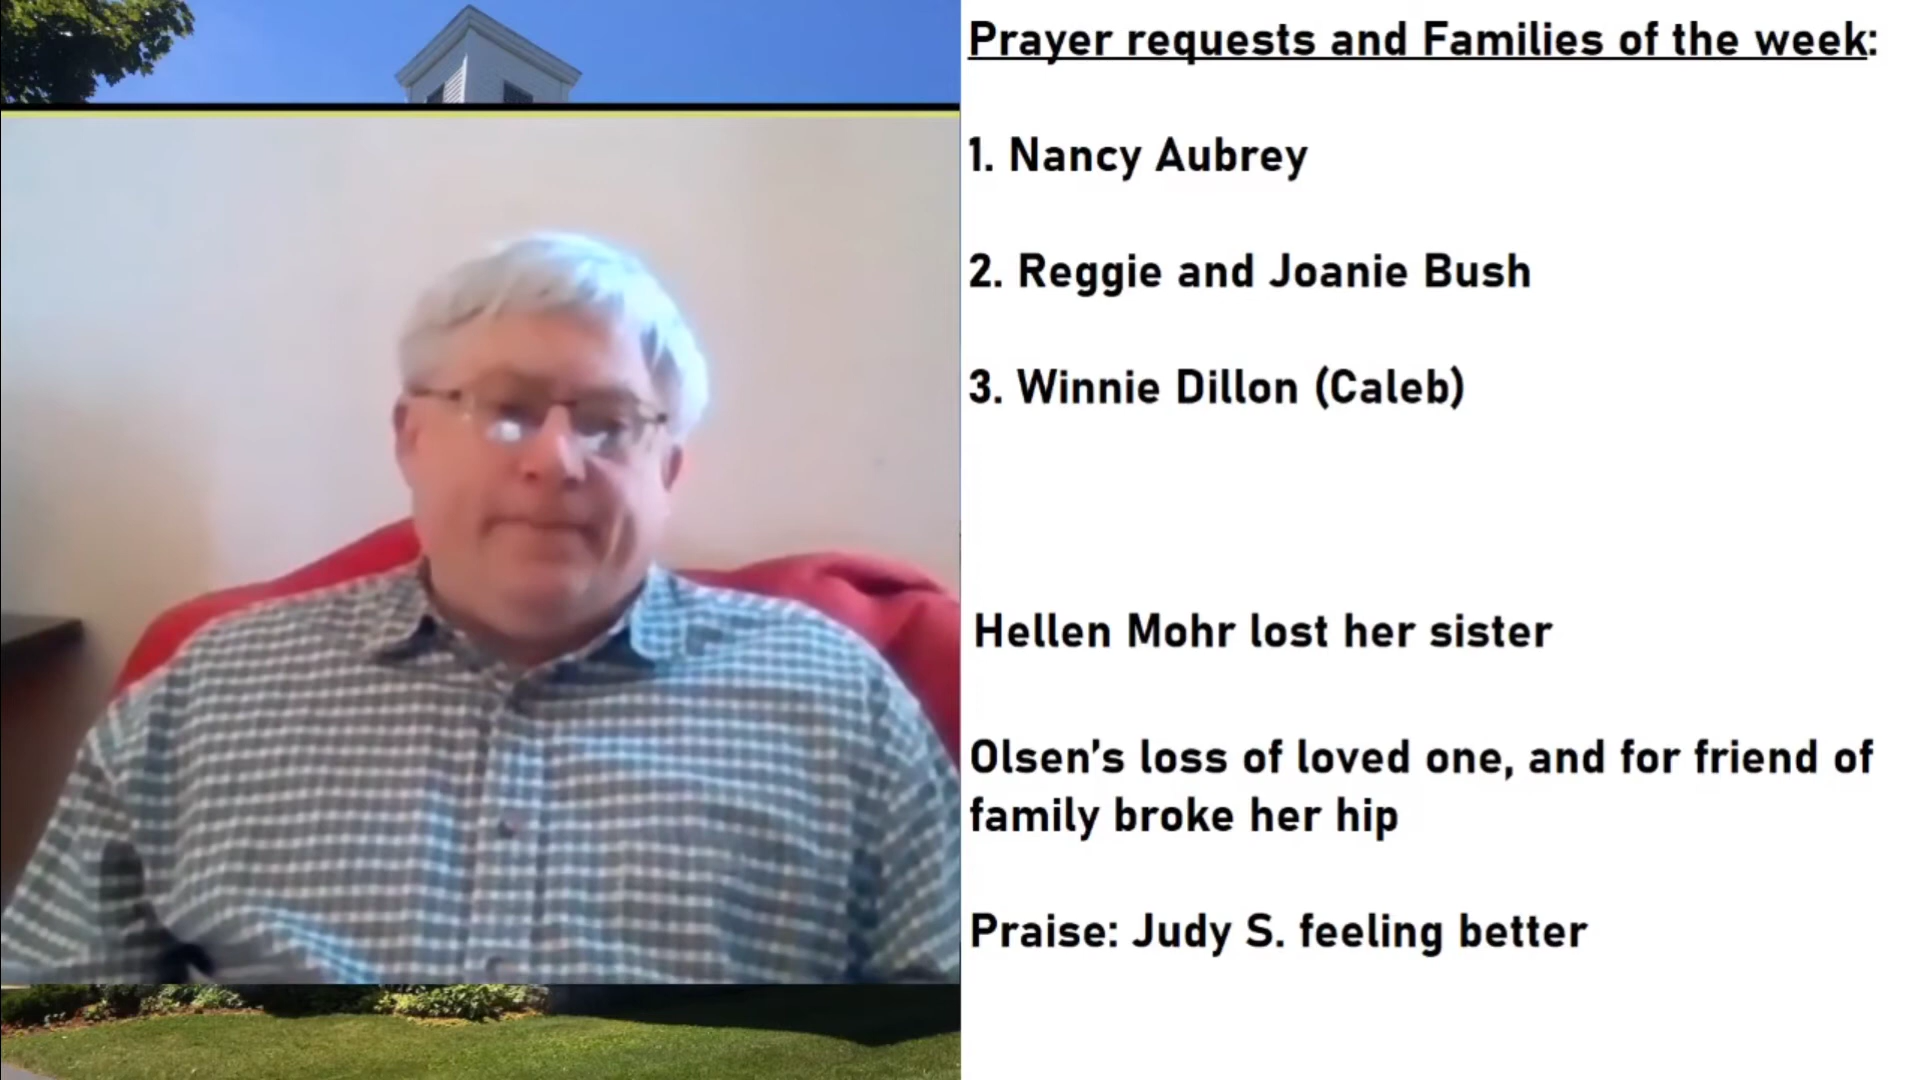 Prayer requests and Families of the week:
1. Nancy Aubrey
2. Reggie and Joanie Bush
3. Winnie Dillon (Caleb)
Hellen Mohr lost her sister
Olsen’s loss of loved one, and for friend of
family broke her hip
Praise: Judy S. feeling better